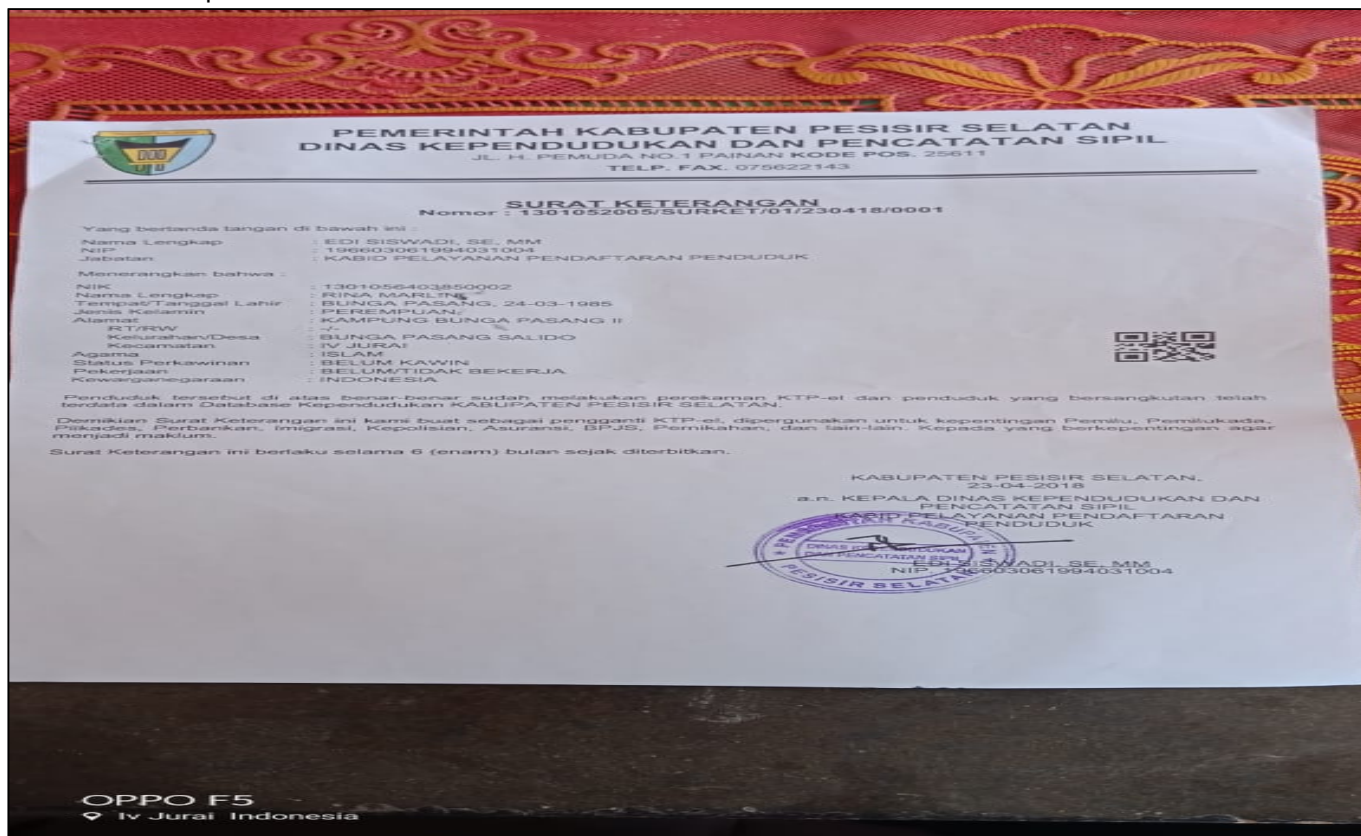 PEMERINTAH KABUPATEN PESISIR SELATAN
DINAS KEPENDUDUKAN DAN PENCATATAN SIPIL
JL. H. PEMUDA NO.1 PAINAN KODE POS. 25611
TELP. FAX. 075622143
SURAT KETERANGAN
Nomor : 1301052005/SURKET/01/230418/0001
Yang bertanda tangan di bawah ini :
Nama Lengkap : EDI SISWADI, SE, MM
NIP : 196603061994031004
Jabatan : KABID PELAYANAN PENDAFTARAN PENDUDUK
Menerangkan bahwa :
NIK : 1301056403850002
Nama Lengkap : RINA MARLINI
Tempat/Tanggal Lahir : BUNGA PASANG, 24-03-1985
Jenis Kelamin : PEREMPUAN
Alamat : KAMPUNG BUNGA PASANG II
RT/RW : -/-
Kelurahan/Desa : BUNGA PASANG SALIDO
Kecamatan : IV JURAI
Agama : ISLAM
Status Perkawinan : BELUM KAWIN
Pekerjaan : BELUM/TIDAK BEKERJA
Kewarganegaraan : INDONESIA
Penduduk tersebut di atas benar-benar sudah melakukan perekaman KTP-el dan penduduk yang bersangkutan telah
terdata dalam Database Kependudukan KABUPATEN PESISIR SELATAN.
Demikian Surat Keterangan ini kami buat sebagai pengganti KTP-el, dipergunakan untuk kepentingan Pemilu, Pemilukada,
Pilkades, Perbankan, Imigrasi, Kepolisian, Asuransi, BPJS, Pernikahan, dan lain-lain. Kepada yang berkepentingan agar
menjadi maklum.
Surat Keterangan ini berlaku selama 6 (enam) bulan sejak diterbitkan.
KABUPATEN PESISIR SELATAN,
23-04-2018
a.n. KEPALA DINAS KEPENDUDUKAN DAN
PENCATATAN SIPIL
KABID PELAYANAN PENDAFTARAN
PENDUDUK
PEMERINTAH KABUPATEN
DINAS KEPENDUDUKAN
DAN PENCATATAN SIPIL
PESISIR SELATAN
EDI SISWADI, SE, MM
NIP. 196603061994031004
OPPO F5
Iv Jurai Indonesia